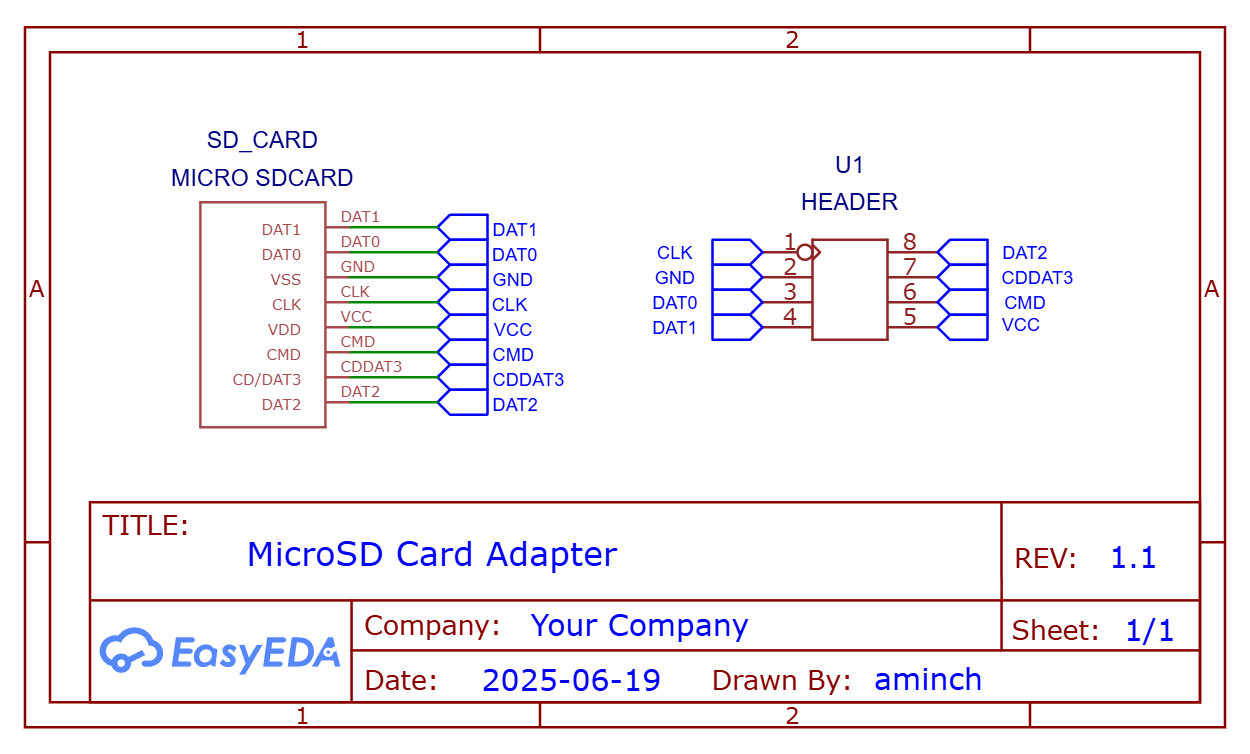 1 2
SD_CARD
MICRO SDCARD
DAT1 DAT1 DAT1
DAT0 DAT0 DAT0
VSS GND GND
CLK CLK CLK
VDD VCC VCC
CMD CMD CMD
CD/DAT3 CDDAT3 CDDAT3
DAT2 DAT2 DAT2
U1
HEADER
CLK 1 8 DAT2
GND 2 7 CDDAT3
DAT0 3 6 CMD
DAT1 4 5 VCC
A A
TITLE:
MicroSD Card Adapter
REV: 1.1
EasyEDA
Company: Your Company
Sheet: 1/1
Date: 2025-06-19 Drawn By: aminch
1 2